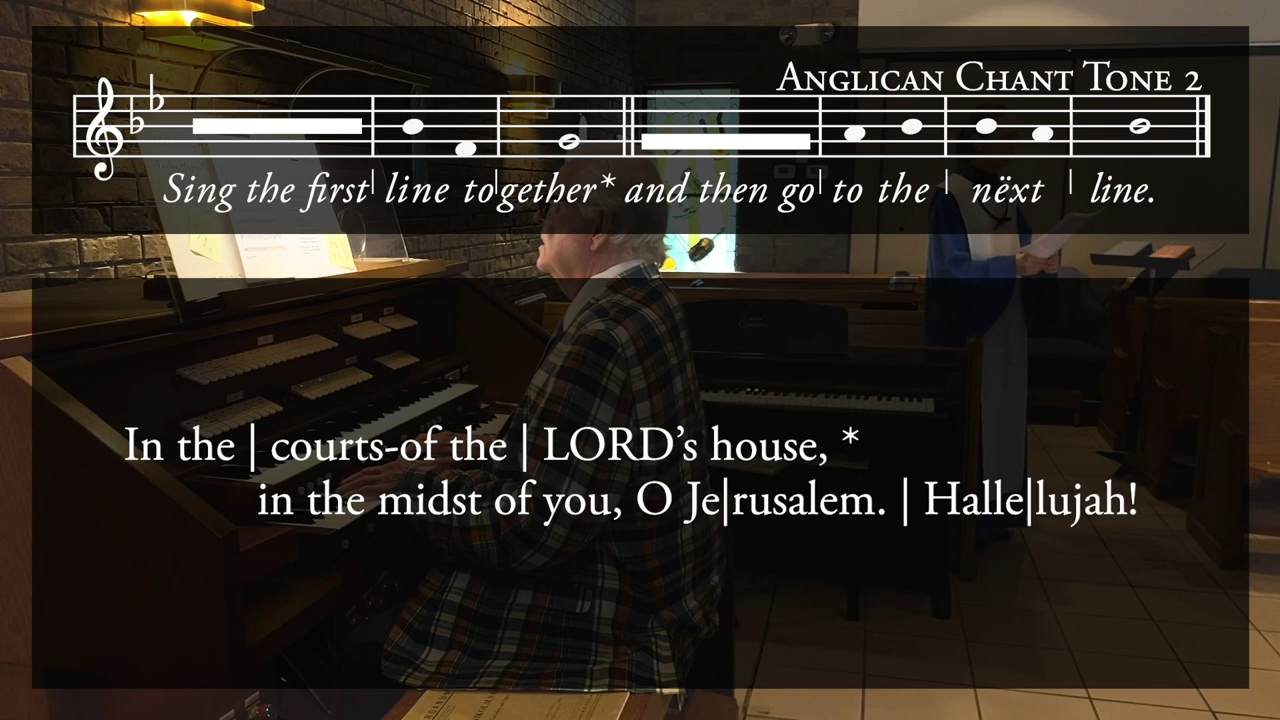 Anglican Chant Tone 2
Sing the first| line to|gether* and then go| to the | nëxt | line.
In the | courts-of the | LORD’s house, *
in the midst of you, O Je|rusalem. | Halle|lujah!